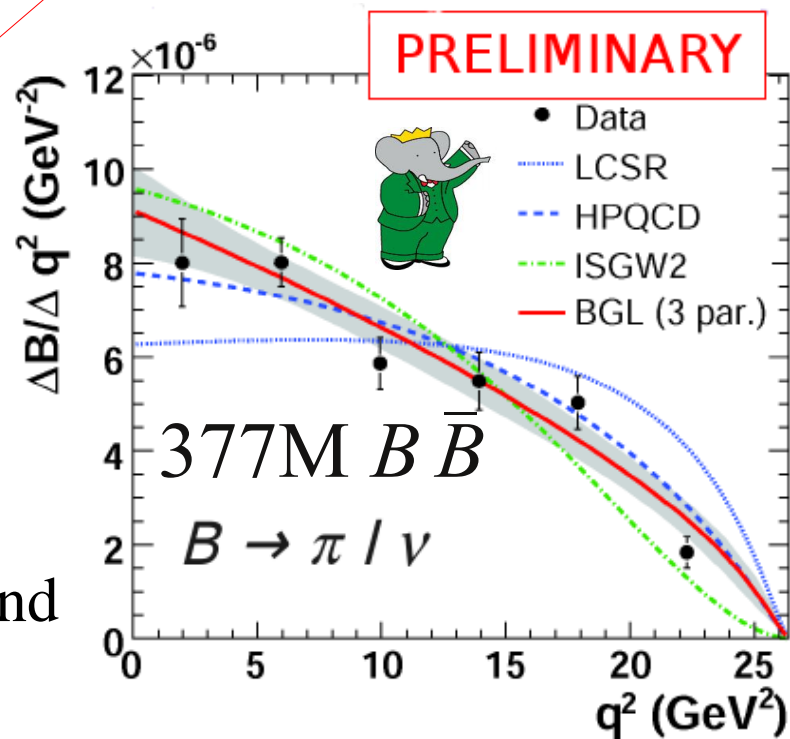 ×10⁻⁶
PRELIMINARY
ΔB/Δ q² (GeV⁻²)
12
10
8
6
4
2
0
Data
LCSR
HPQCD
ISGW2
BGL (3 par.)
377M B B̅
B → π l ν
nd
0 5 10 15 20 25
q² (GeV²)